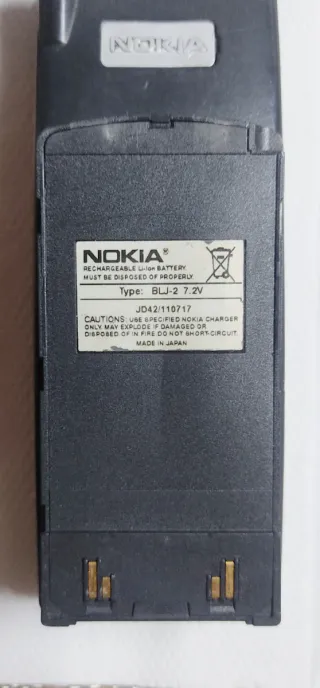 NOKIA
NOKIA®
RECHARGEABLE Li-Ion BATTERY
MUST BE DISPOSED OF PROPERLY
Type: BLJ-2 7.2V
JD42/110717
CAUTIONS: USE SPECIFIED NOKIA CHARGER
ONLY. MAY EXPLODE IF DAMAGED OR
DISPOSED OF IN FIRE. DO NOT SHORT-CIRCUIT.
MADE IN JAPAN